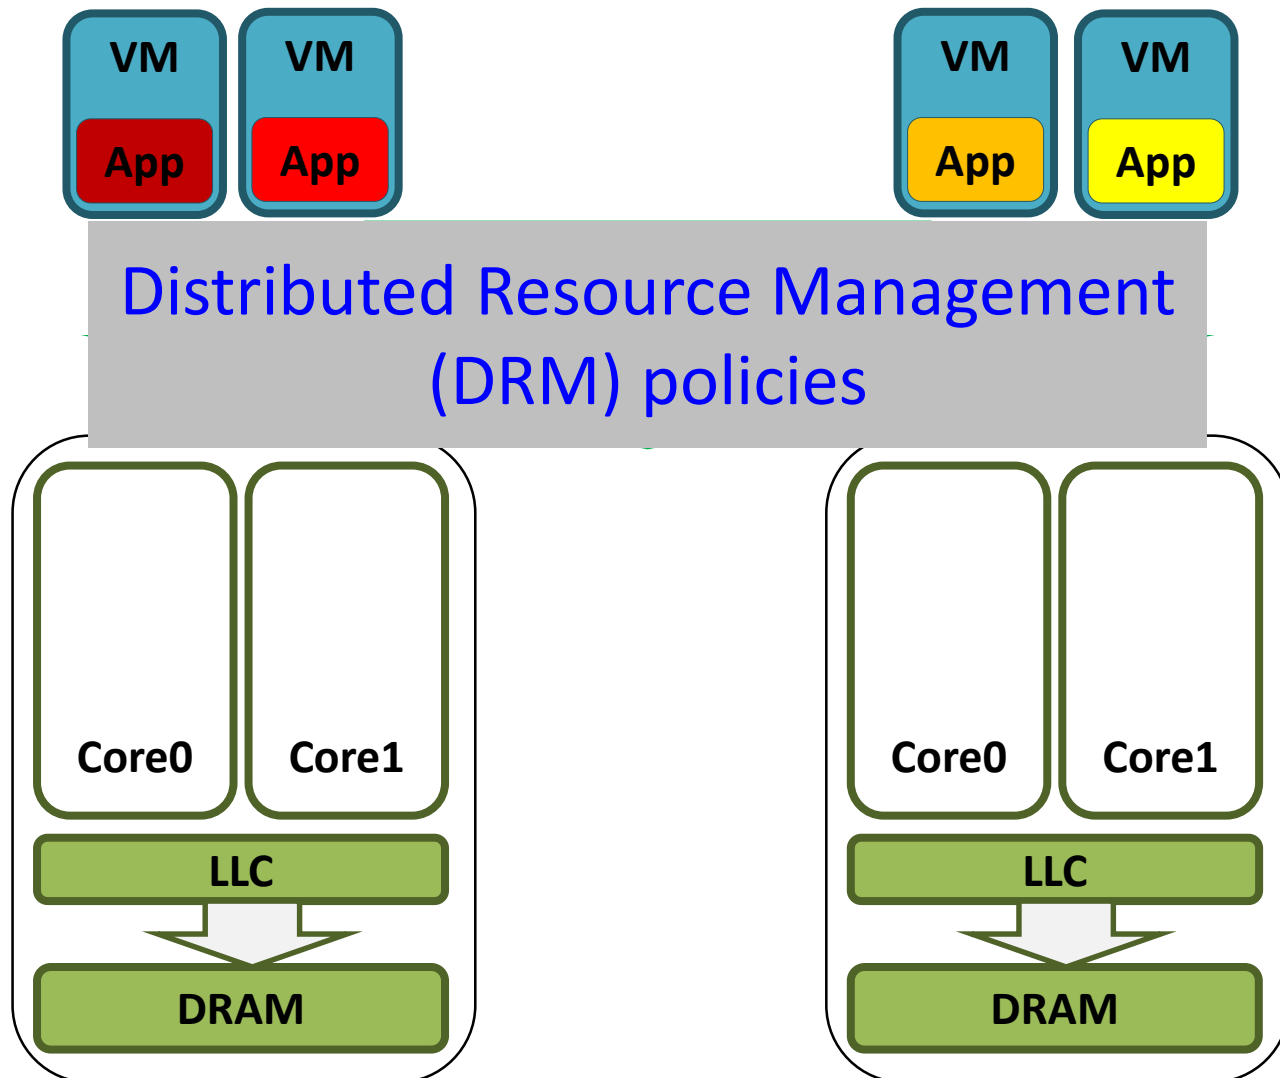 VM VM VM VM
App App App App
Distributed Resource Management
(DRM) policies
Core0 Core1 Core0 Core1
LLC LLC
DRAM DRAM